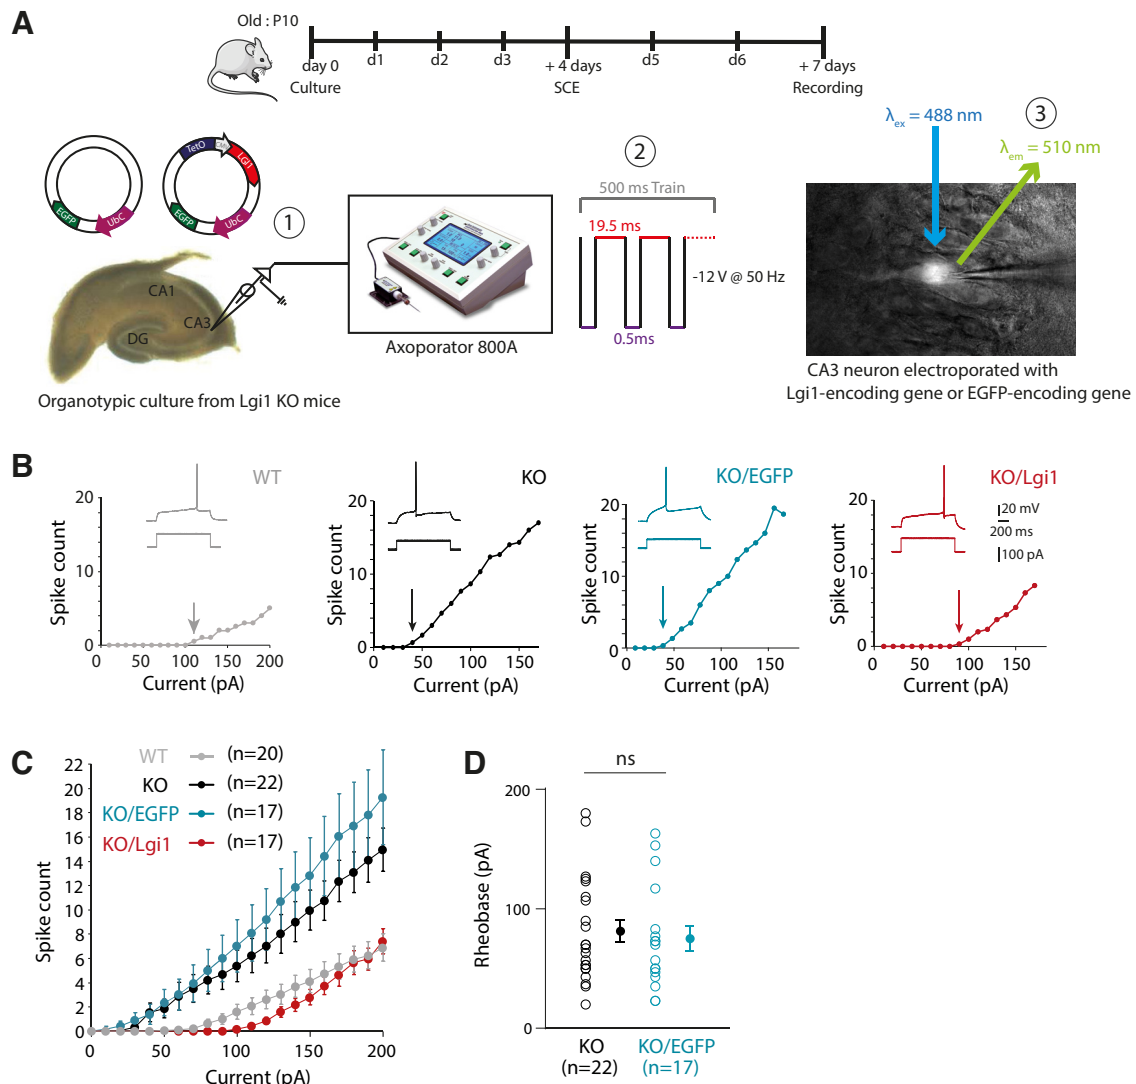 A
Old : P10
day 0
d1
d2
d3
+ 4 days
d5
d6
+ 7 days
Culture
SCE
Recording
EGFP
UbC
TetO
CMV
LGI1
EGFP
UbC
1
CA1
CA3
DG
Organotypic culture from Lgi1 KO mice
Axoporator 800A
2
500 ms Train
19.5 ms
-12 V @ 50 Hz
0.5ms
3
λex = 488 nm
λem = 510 nm
CA3 neuron electroporated with
Lgi1-encoding gene or EGFP-encoding gene
B
WT
Spike count
20
10
0
0 50 100 150 200
Current (pA)
KO
Spike count
20
10
0
0 50 100 150
Current (pA)
KO/EGFP
Spike count
20
15
10
5
0
0 50 100 150
Current (pA)
KO/Lgi1
20 mV
200 ms
100 pA
Spike count
20
10
0
0 50 100 150
Current (pA)
C
WT (n=20)
KO (n=22)
KO/EGFP (n=17)
KO/Lgi1 (n=17)
Spike count
22
20
18
16
14
12
10
8
6
4
2
0
0 50 100 150 200
Current (pA)
D
ns
Rheobase (pA)
200
100
0
KO
(n=22)
KO/EGFP
(n=17)